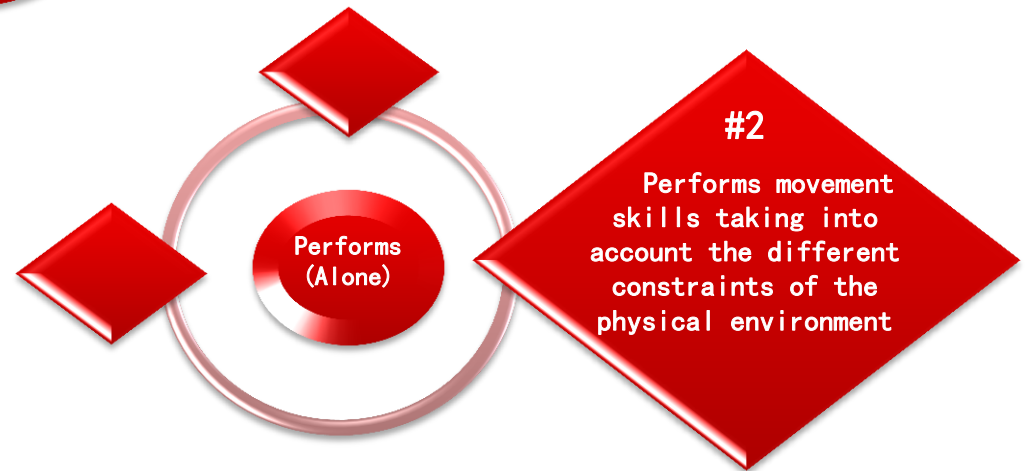 Performs
(Alone)
#2
Performs movement
skills taking into
account the different
constraints of the
physical environment